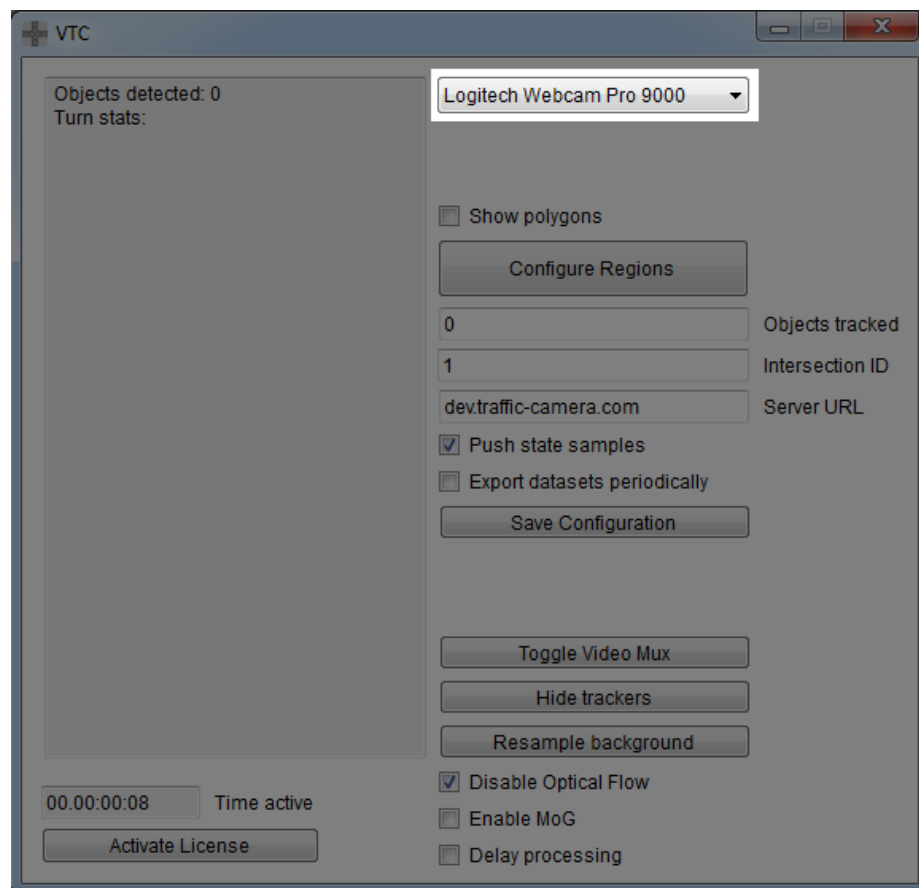 VTC
Objects detected: 0
Turn stats:
Logitech Webcam Pro 9000
Show polygons
Configure Regions
0 Objects tracked
1 Intersection ID
dev.traffic-camera.com Server URL
Push state samples
Export datasets periodically
Save Configuration
Toggle Video Mux
Hide trackers
Resample background
Disable Optical Flow
00.00:00:08 Time active
Enable MoG
Activate License
Delay processing